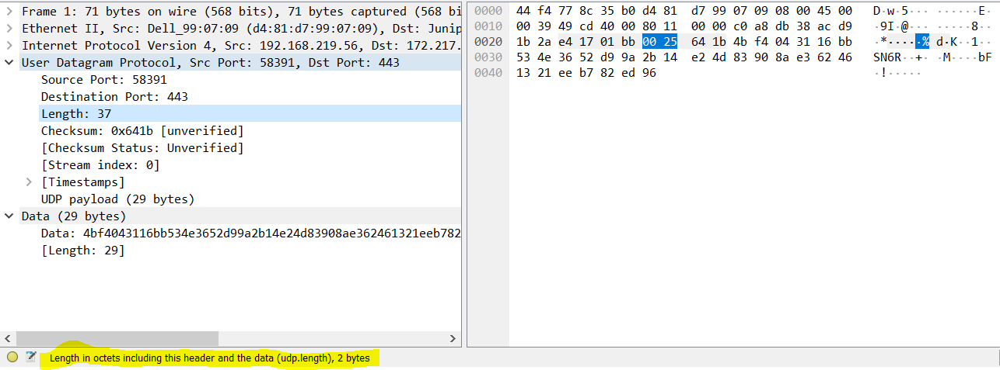 Frame 1: 71 bytes on wire (568 bits), 71 bytes captured (568 bi
Ethernet II, Src: Dell_99:07:09 (d4:81:d7:99:07:09), Dst: Junip
Internet Protocol Version 4, Src: 192.168.219.56, Dst: 172.217.
User Datagram Protocol, Src Port: 58391, Dst Port: 443
Source Port: 58391
Destination Port: 443
Length: 37
Checksum: 0x641b [unverified]
[Checksum Status: Unverified]
[Stream index: 0]
[Timestamps]
UDP payload (29 bytes)
Data (29 bytes)
Data: 4bf4043116bb534e3652d99a2b14e24d83908ae362461321eeb782
[Length: 29]
0000 44 f4 77 8c 35 b0 d4 81 d7 99 07 09 08 00 45 00 D·w·5··· ······E·
0010 00 39 49 cd 40 00 80 11 00 00 c0 a8 db 38 ac d9 ·9I·@··· ·····8··
0020 1b 2a e4 17 01 bb 00 25 64 1b 4b f4 04 31 16 bb ·*·····% d·K··1··
0030 53 4e 36 52 d9 9a 2b 14 e2 4d 83 90 8a e3 62 46 SN6R··+· ·M····bF
0040 13 21 ee b7 82 ed 96 ·!·····
Length in octets including this header and the data (udp.length), 2 bytes